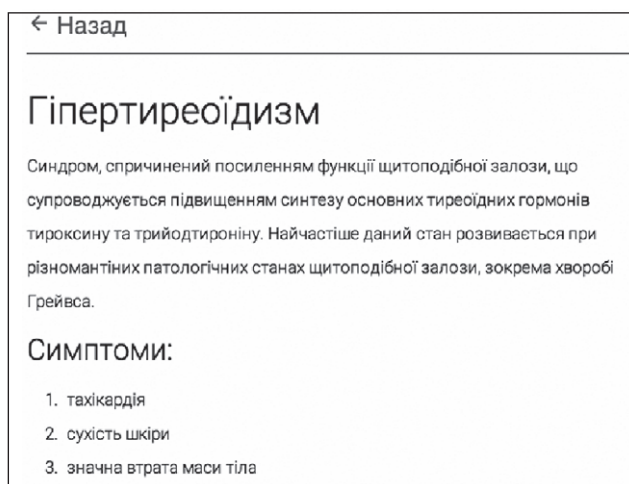 ← Назад
Гіпертиреоїдизм
Синдром, спричинений посиленням функції щитоподібної залози, що
супроводжується підвищенням синтезу основних тиреоїдних гормонів
тироксину та трийодтироніну. Найчастіше даний стан розвивається при
різномантіних патологічних станах щитоподібної залози, зокрема хворобі
Грейвса.
Симптоми:
1. тахікардія
2. сухість шкіри
3. значна втрата маси тіла